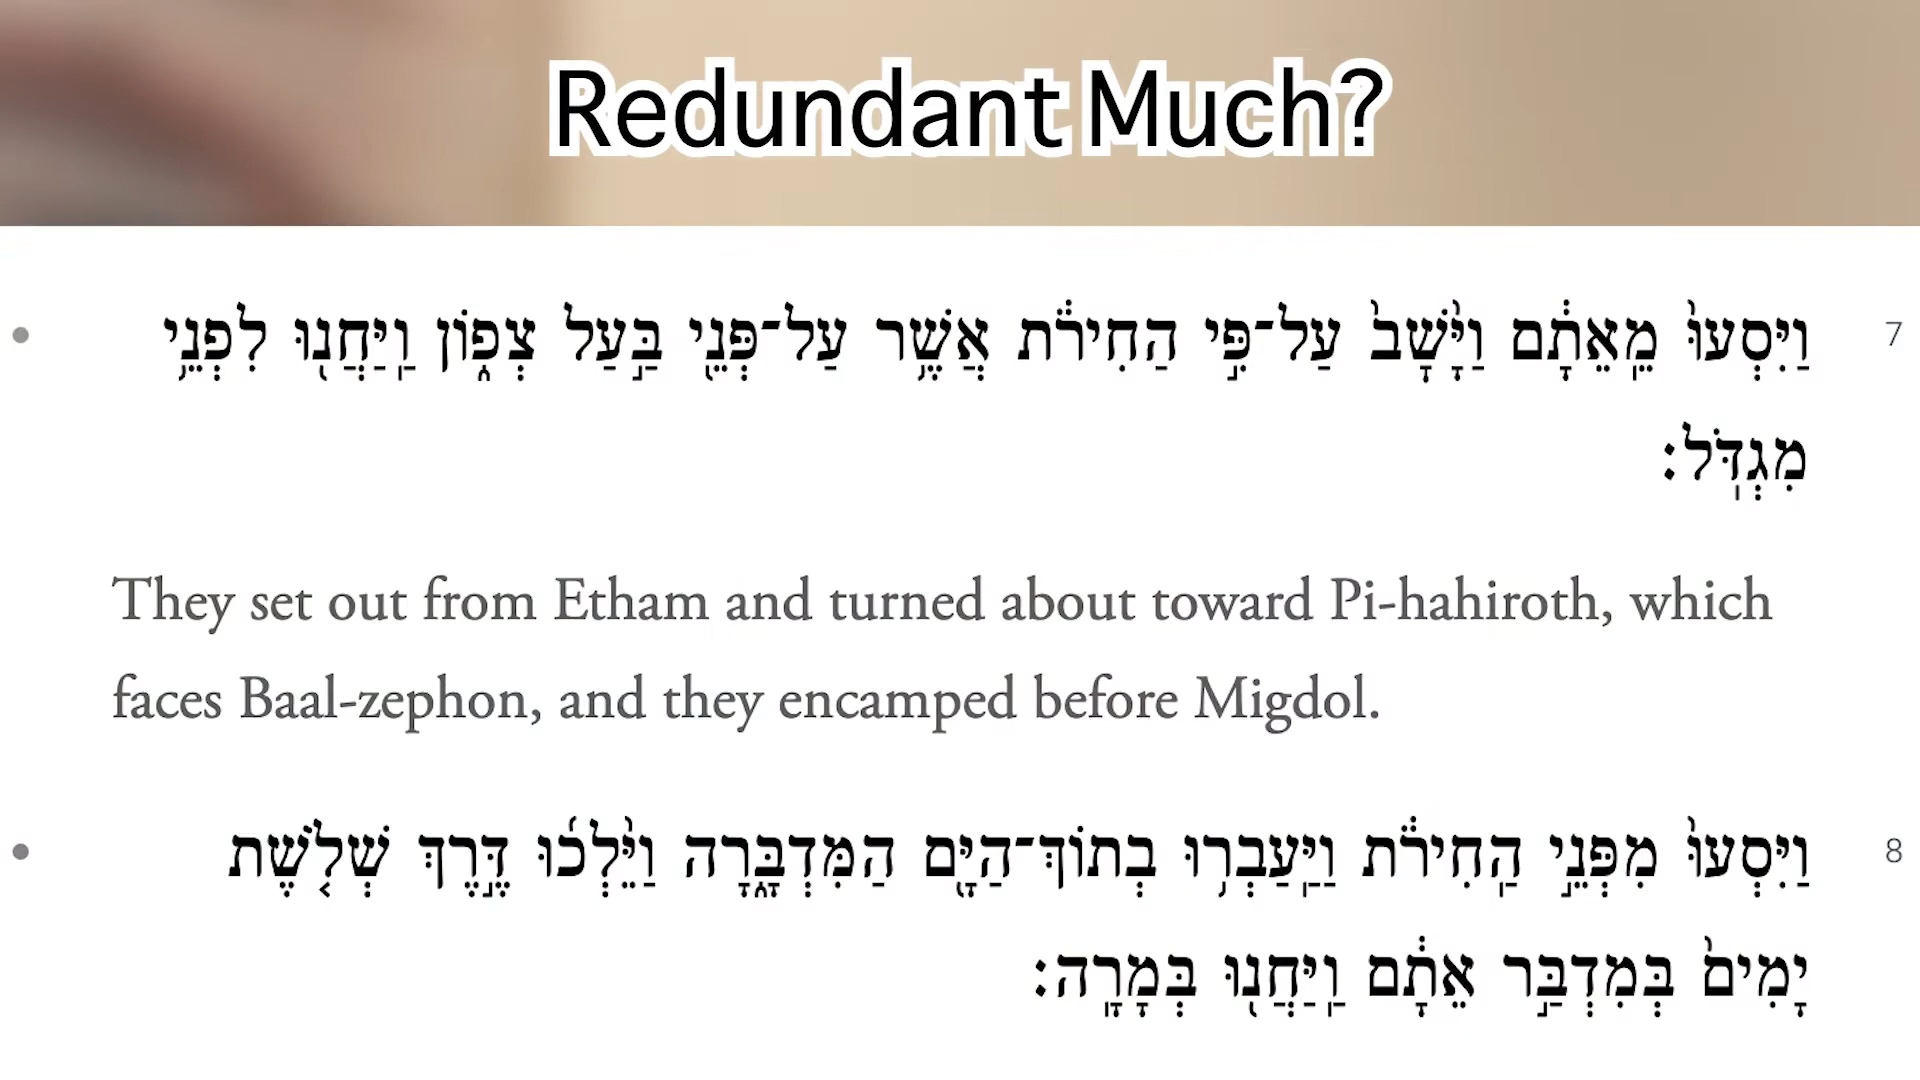 Redundant Much?
7 וַיִּסְעוּ֙ מֵֽאֵתָ֔ם וַיָּ֙שׇׁב֙ עַל־פִּ֣י הַחִירֹ֔ת אֲשֶׁ֥ר עַל־פְּנֵ֖י בַּ֣עַל צְפ֑וֹן וַֽיַּחֲנ֖וּ לִפְנֵ֥י
מִגְדֹּֽל׃
They set out from Etham and turned about toward Pi-hahiroth, which
faces Baal-zephon, and they encamped before Migdol.
8 וַיִּסְעוּ֙ מִפְּנֵ֣י הַֽחִירֹ֔ת וַיַּֽעַבְר֥וּ בְתוֹךְ־הַיָּ֖ם הַמִּדְבָּ֑רָה וַיֵּ֨לְכ֜וּ דֶּ֣רֶךְ שְׁלֹ֤שֶׁת
יָמִים֙ בְּמִדְבַּ֣ר אֵתָ֔ם וַֽיַּחֲנ֖וּ בְּמָרָֽה׃